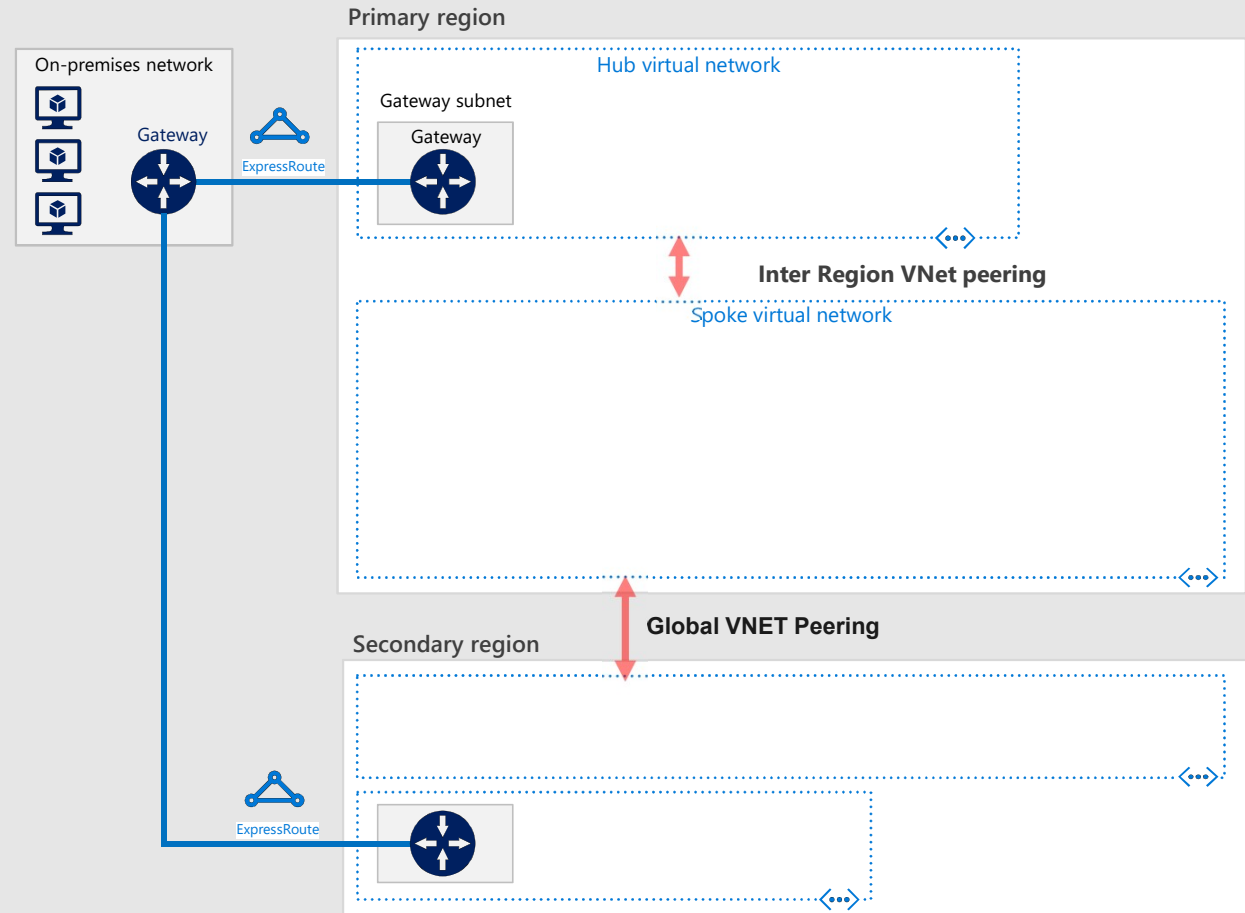 Primary region
On-premises network
Hub virtual network
Gateway subnet
Gateway
Gateway
ExpressRoute
Inter Region VNet peering
Spoke virtual network
Global VNET Peering
Secondary region
ExpressRoute